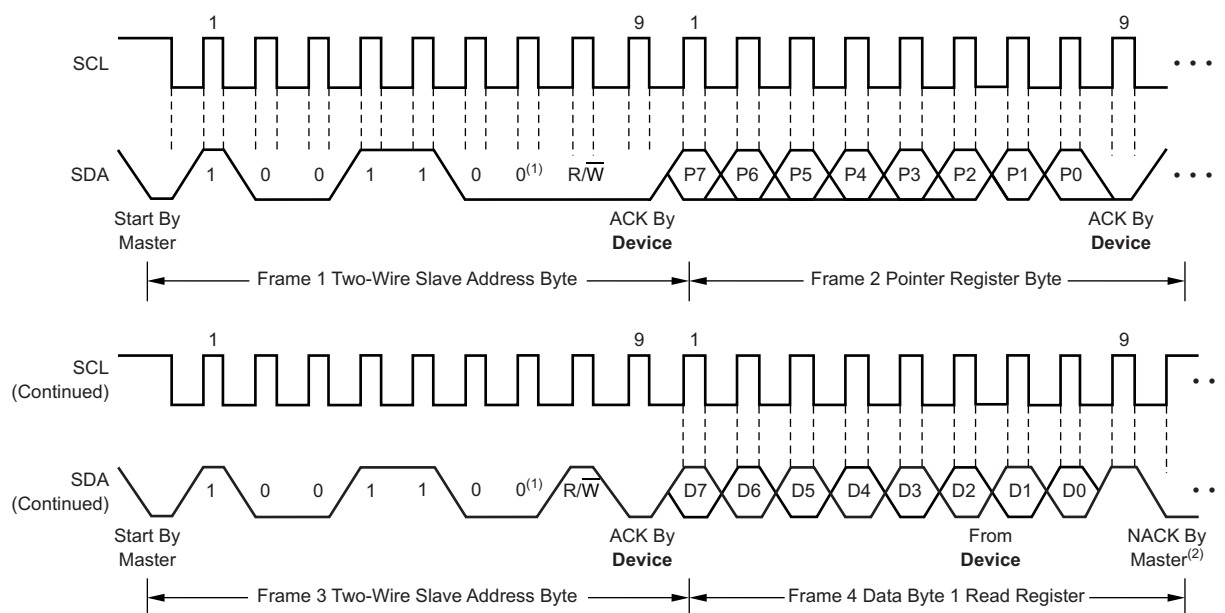 1 9 1 9
SCL
SDA 1 0 0 1 1 0 0(1) R/W̅ P7 P6 P5 P4 P3 P2 P1 P0
Start By Master ACK By Device ACK By Device
Frame 1 Two-Wire Slave Address Byte Frame 2 Pointer Register Byte
1 9 1 9
SCL (Continued)
SDA (Continued) 1 0 0 1 1 0 0(1) R/W̅ D7 D6 D5 D4 D3 D2 D1 D0
Start By Master ACK By Device From Device NACK By Master(2)
Frame 3 Two-Wire Slave Address Byte Frame 4 Data Byte 1 Read Register